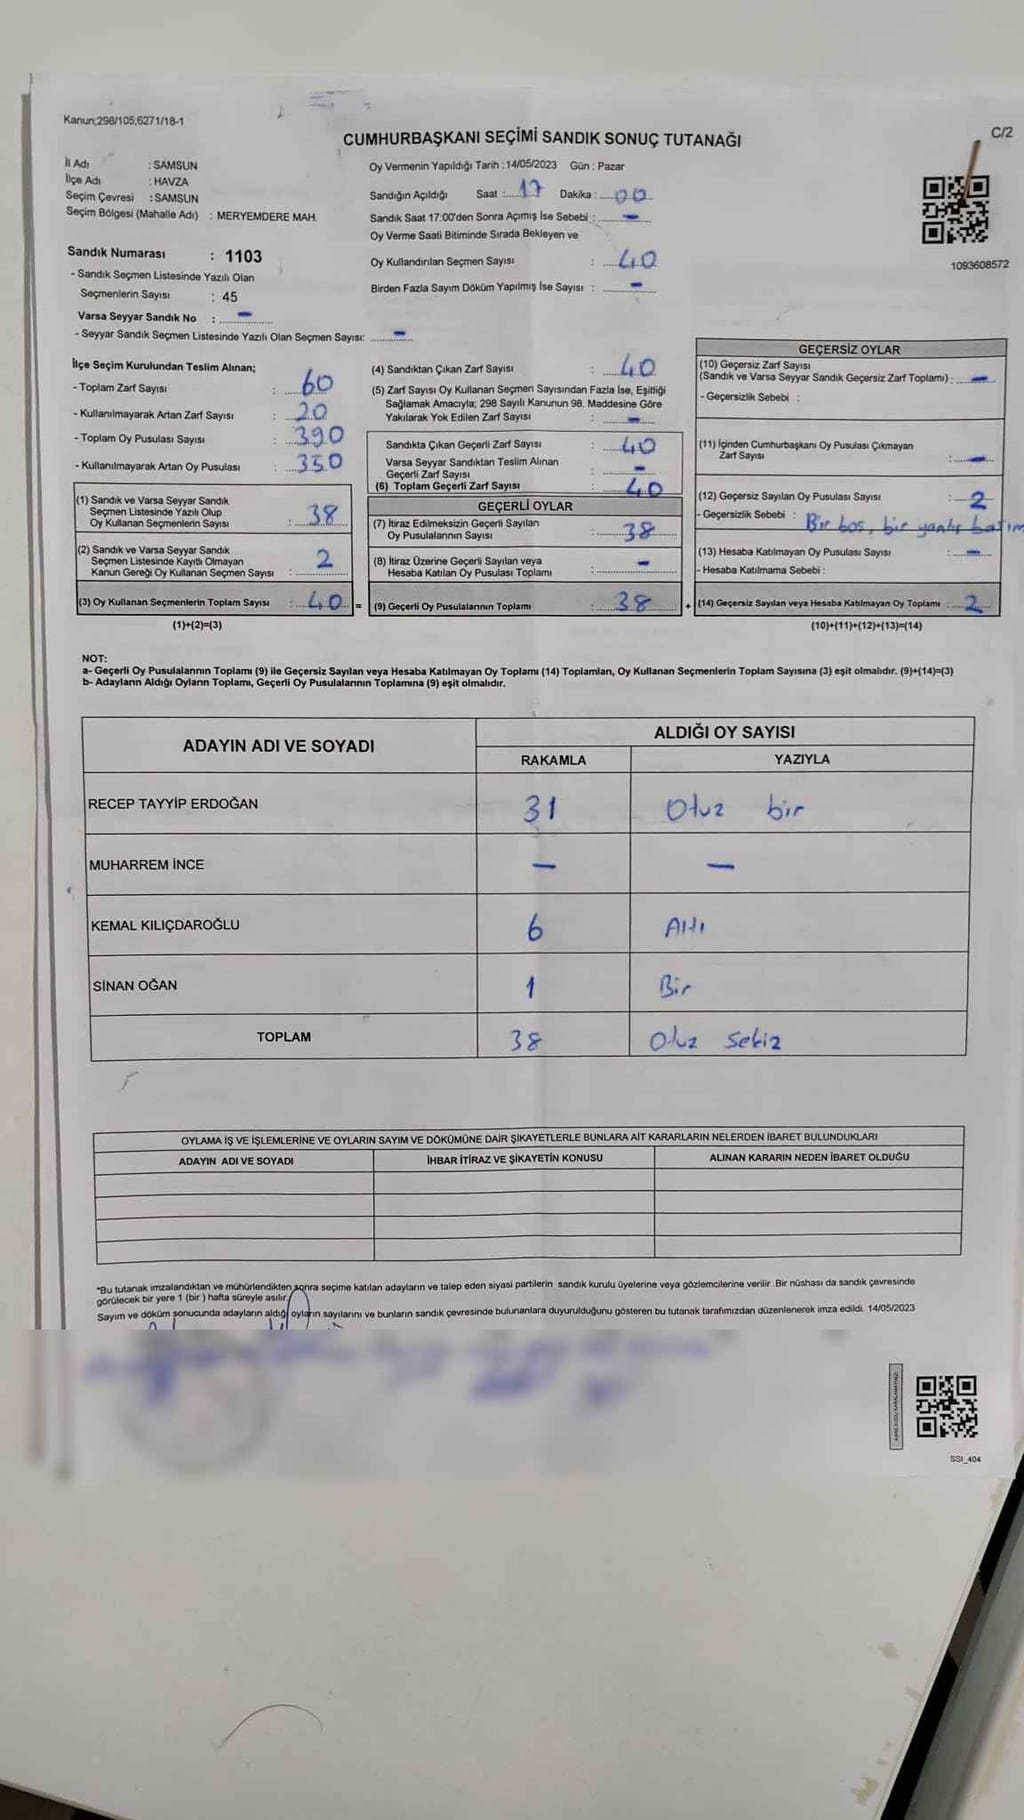 Kanun;298/105,6271/18-1
C/2
CUMHURBAŞKANI SEÇİMİ SANDIK SONUÇ TUTANAĞI
İl Adı : SAMSUN
İlçe Adı : HAVZA
Seçim Çevresi : SAMSUN
Seçim Bölgesi (Mahalle Adı) : MERYEMDERE MAH.
Oy Vermenin Yapıldığı Tarih : 14/05/2023 Gün : Pazar
Sandığın Açıldığı Saat : 17 Dakika : 00
Sandık Saat 17:00'den Sonra Açımış İse Sebebi : -
Oy Verme Saati Bitiminde Sırada Bekleyen ve
Oy Kullandırılan Seçmen Sayısı : 40
Birden Fazla Sayım Döküm Yapılmış İse Sayısı : -
1093608572
Sandık Numarası : 1103
- Sandık Seçmen Listesinde Yazılı Olan
Seçmenlerin Sayısı : 45
Varsa Seyyar Sandık No : -
- Seyyar Sandık Seçmen Listesinde Yazılı Olan Seçmen Sayısı: -
İlçe Seçim Kurulundan Teslim Alınan;
- Toplam Zarf Sayısı : 60
- Kullanılmayarak Artan Zarf Sayısı : 20
- Toplam Oy Pusulası Sayısı : 390
- Kullanılmayarak Artan Oy Pusulası : 350
(1) Sandık ve Varsa Seyyar Sandık
Seçmen Listesinde Yazılı Olup
Oy Kullanan Seçmenlerin Sayısı : 38
(2) Sandık ve Varsa Seyyar Sandık
Seçmen Listesinde Kayıtlı Olmayan
Kanun Gereği Oy Kullanan Seçmen Sayısı : 2
(3) Oy Kullanan Seçmenlerin Toplam Sayısı : 40 =
(1)+(2)=(3)
(4) Sandıktan Çıkan Zarf Sayısı : 40
(5) Zarf Sayısı Oy Kullanan Seçmen Sayısından Fazla İse, Eşitliği
Sağlamak Amacıyla; 298 Sayılı Kanunun 98. Maddesine Göre
Yakılarak Yok Edilen Zarf Sayısı : -
Sandıkta Çıkan Geçerli Zarf Sayısı : 40
Varsa Seyyar Sandıktan Teslim Alınan
Geçerli Zarf Sayısı : -
(6) Toplam Geçerli Zarf Sayısı : 40
GEÇERLİ OYLAR
(7) İtiraz Edilmeksizin Geçerli Sayılan
Oy Pusulalarının Sayısı : 38
(8) İtiraz Üzerine Geçerli Sayılan veya
Hesaba Katılan Oy Pusulası Toplamı : -
(9) Geçerli Oy Pusulalarının Toplamı : 38 +
GEÇERSİZ OYLAR
(10) Geçersiz Zarf Sayısı
(Sandık ve Varsa Seyyar Sandık Geçersiz Zarf Toplamı) : -
- Geçersizlik Sebebi :
(11) İçinden Cumhurbaşkanı Oy Pusulası Çıkmayan
Zarf Sayısı : -
(12) Geçersiz Sayılan Oy Pusulası Sayısı : 2
- Geçersizlik Sebebi : Bir boş, bir yanlış basım
(13) Hesaba Katılmayan Oy Pusulası Sayısı : -
- Hesaba Katılmama Sebebi :
(14) Geçersiz Sayılan veya Hesaba Katılmayan Oy Toplamı : 2
(10)+(11)+(12)+(13)=(14)
NOT:
a- Geçerli Oy Pusulalarının Toplamı (9) ile Geçersiz Sayılan veya Hesaba Katılmayan Oy Toplamı (14) Toplamları, Oy Kullanan Seçmenlerin Toplam Sayısına (3) eşit olmalıdır. (9)+(14)=(3)
b- Adayların Aldığı Oyların Toplamı, Geçerli Oy Pusulalarının Toplamına (9) eşit olmalıdır.
ADAYIN ADI VE SOYADI
ALDIĞI OY SAYISI
RAKAMLA YAZIYLA
RECEP TAYYİP ERDOĞAN 31 Otuz bir
MUHARREM İNCE - -
KEMAL KILIÇDAROĞLU 6 Altı
SİNAN OĞAN 1 Bir
TOPLAM 38 Otuz sekiz
OYLAMA İŞ VE İŞLEMLERİNE VE OYLARIN SAYIM VE DÖKÜMÜNE DAİR ŞİKAYETLERLE BUNLARA AİT KARARLARIN NELERDEN İBARET BULUNDUKLARI
ADAYIN ADI VE SOYADI İHBAR İTİRAZ VE ŞİKAYETİN KONUSU ALINAN KARARIN NEDEN İBARET OLDUĞU
*Bu tutanak imzalandıktan ve mühürlendikten sonra seçime katılan adayların ve talep eden siyasi partilerin sandık kurulu üyelerine veya gözlemcilerine verilir .Bir nüshası da sandık çevresinde
görülecek bir yere 1 (bir ) hafta süreyle asılır.
Sayım ve döküm sonucunda adayların aldığı oyların sayılarını ve bunların sandık çevresinde bulunanlara duyurulduğunu gösteren bu tutanak tarafımızdan düzenlenerek imza edildi. 14/05/2023
SSI_404